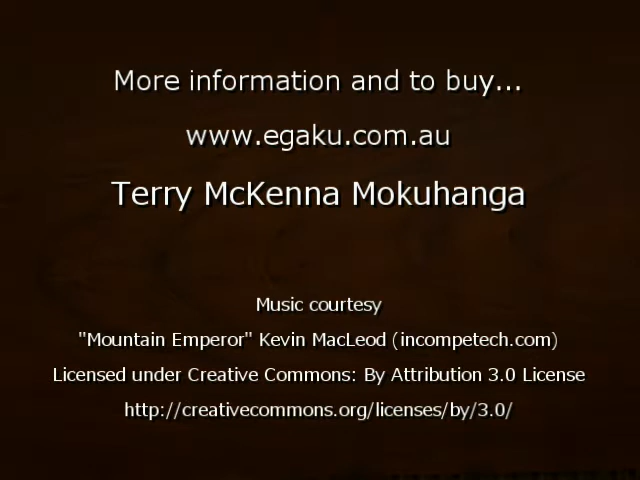 More information and to buy...
www.egaku.com.au
Terry McKenna Mokuhanga
Music courtesy
"Mountain Emperor" Kevin MacLeod (incompetech.com)
Licensed under Creative Commons: By Attribution 3.0 License
http://creativecommons.org/licenses/by/3.0/